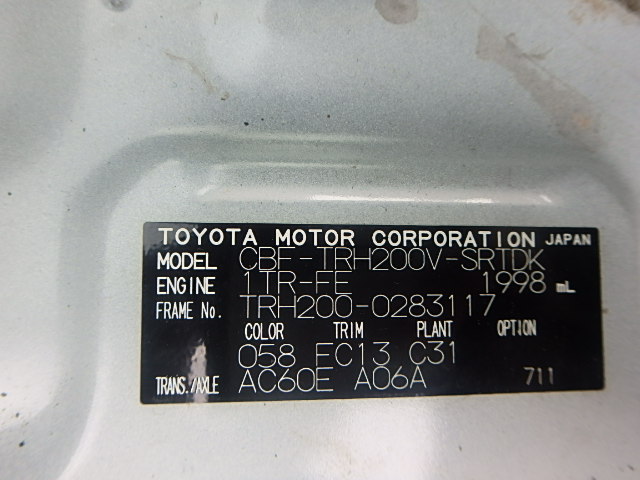 TOYOTA MOTOR CORPORATION JAPAN
MODEL CBF-TRH200V-SRTDK
ENGINE 1TR-FE 1998 mL
FRAME No. TRH200-0283117
COLOR TRIM PLANT OPTION
058 FC13 C31
TRANS./AXLE AC60E A06A 711